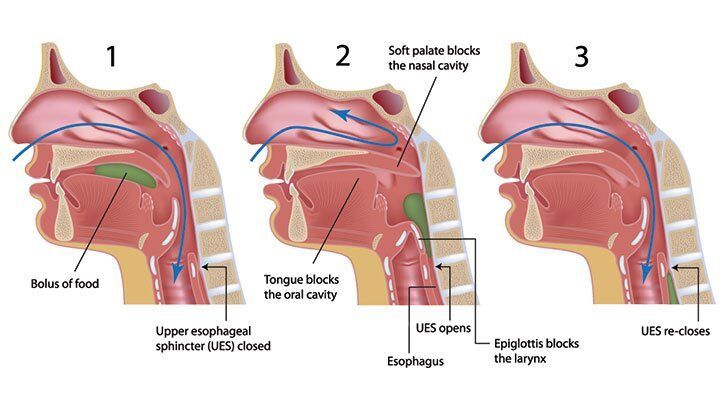 1
2
3
Soft palate blocks
the nasal cavity
Bolus of food
Tongue blocks
the oral cavity
Upper esophageal
sphincter (UES) closed
UES opens
Esophagus
Epiglottis blocks
the larynx
UES re-closes